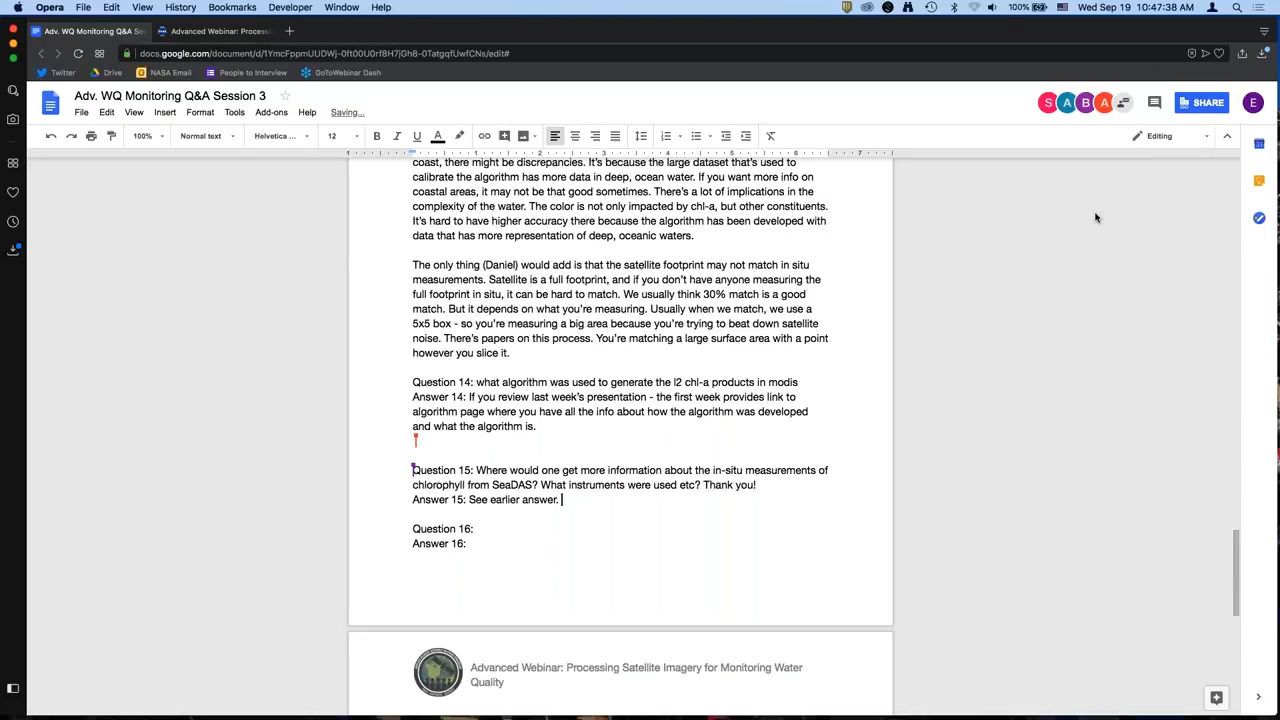 Opera File Edit View History Bookmarks Developer Window Help 100% Wed Sep 19 10:47:38 AM
Adv. WQ Monitoring Q&A Sessi Advanced Webinar: Process
docs.google.com/document/d/1YmcFppmUUDWj-0ft00U0rf8H7jGh8-0TatgqfUwfCNs/edit#
Twitter Drive NASA Email People to Interview GoToWebinar Dash
Adv. WQ Monitoring Q&A Session 3
File Edit View Insert Format Tools Add-ons Help Saving...
S A B A SHARE E
100% Normal text Helvetica ... 12 B I U A Editing
1 1 2 3 4 5 6 7
coast, there might be discrepancies. It's because the large dataset that's used to
calibrate the algorithm has more data in deep, ocean water. If you want more info on
coastal areas, it may not be that good sometimes. There's a lot of implications in the
complexity of the water. The color is not only impacted by chl-a, but other constituents.
It's hard to have higher accuracy there because the algorithm has been developed with
data that has more representation of deep, oceanic waters.
The only thing (Daniel) would add is that the satellite footprint may not match in situ
measurements. Satellite is a full footprint, and if you don't have anyone measuring the
full footprint in situ, it can be hard to match. We usually think 30% match is a good
match. But it depends on what you're measuring. Usually when we match, we use a
5x5 box - so you're measuring a big area because you're trying to beat down satellite
noise. There's papers on this process. You're matching a large surface area with a point
however you slice it.
Question 14: what algorithm was used to generate the l2 chl-a products in modis
Answer 14: If you review last week's presentation - the first week provides link to
algorithm page where you have all the info about how the algorithm was developed
and what the algorithm is.
Question 15: Where would one get more information about the in-situ measurements of
chlorophyll from SeaDAS? What instruments were used etc? Thank you!
Answer 15: See earlier answer.
Question 16:
Answer 16:
Advanced Webinar: Processing Satellite Imagery for Monitoring Water
Quality